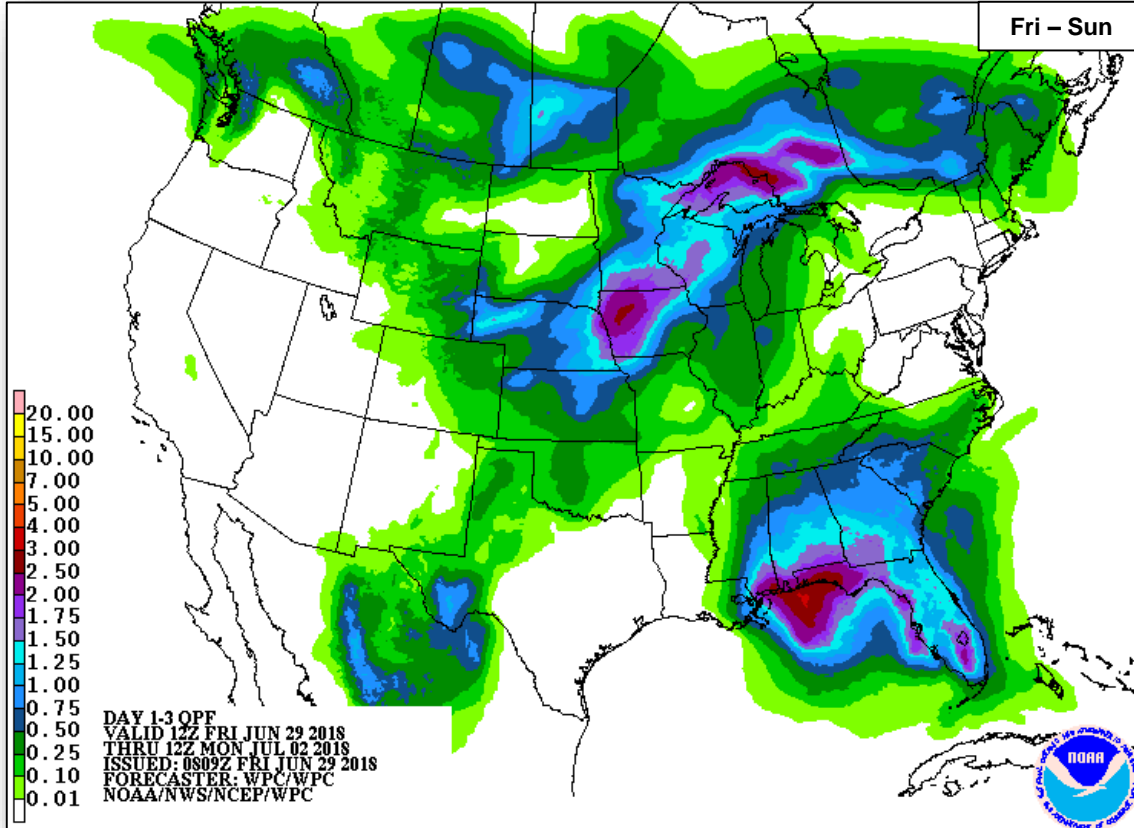 Fri – Sun
20.00
15.00
10.00
7.00
5.00
4.00
3.00
2.50
2.00
1.75
1.50
1.25
1.00
0.75
0.50
0.25
0.10
0.01
DAY 1-3 QPF
VALID 12Z FRI JUN 29 2018
THRU 12Z MON JUL 02 2018
ISSUED: 0809Z FRI JUN 29 2018
FORECASTER: WPC/WPC
NOAA/NWS/NCEP/WPC
NOAA